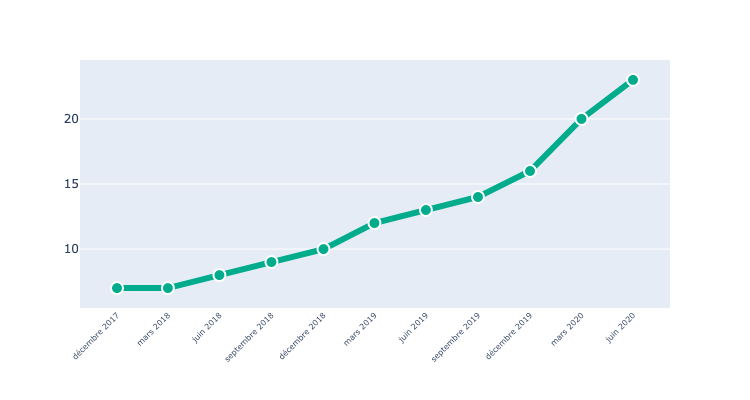 20
15
10
décembre 2017
mars 2018
juin 2018
septembre 2018
décembre 2018
mars 2019
juin 2019
septembre 2019
décembre 2019
mars 2020
juin 2020